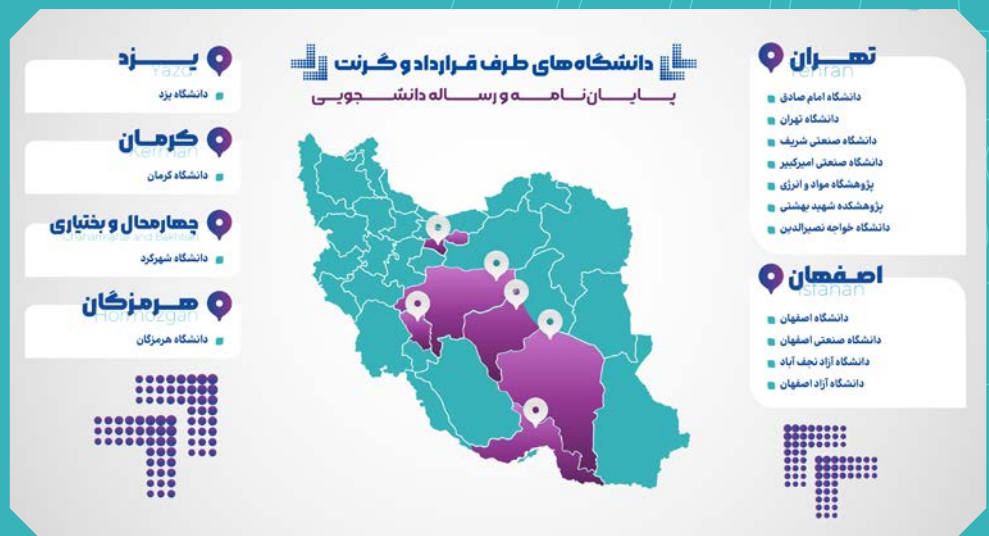 دانشگاه‌های طرف قرارداد و گرنت
پایان‌نامه و رساله دانشجویی
تهران
Tehran
دانشگاه امام صادق
دانشگاه تهران
دانشگاه صنعتی شریف
دانشگاه صنعتی امیرکبیر
پژوهشگاه مواد و انرژی
پژوهشکده شهید بهشتی
دانشگاه خواجه نصیرالدین
اصفهان
Isfahan
دانشگاه اصفهان
دانشگاه صنعتی اصفهان
دانشگاه آزاد نجف آباد
دانشگاه آزاد اصفهان
یزد
Yazd
دانشگاه یزد
کرمان
Kerman
دانشگاه کرمان
چهارمحال و بختیاری
دانشگاه شهرکرد
هرمزگان
Hormozgan
دانشگاه هرمزگان